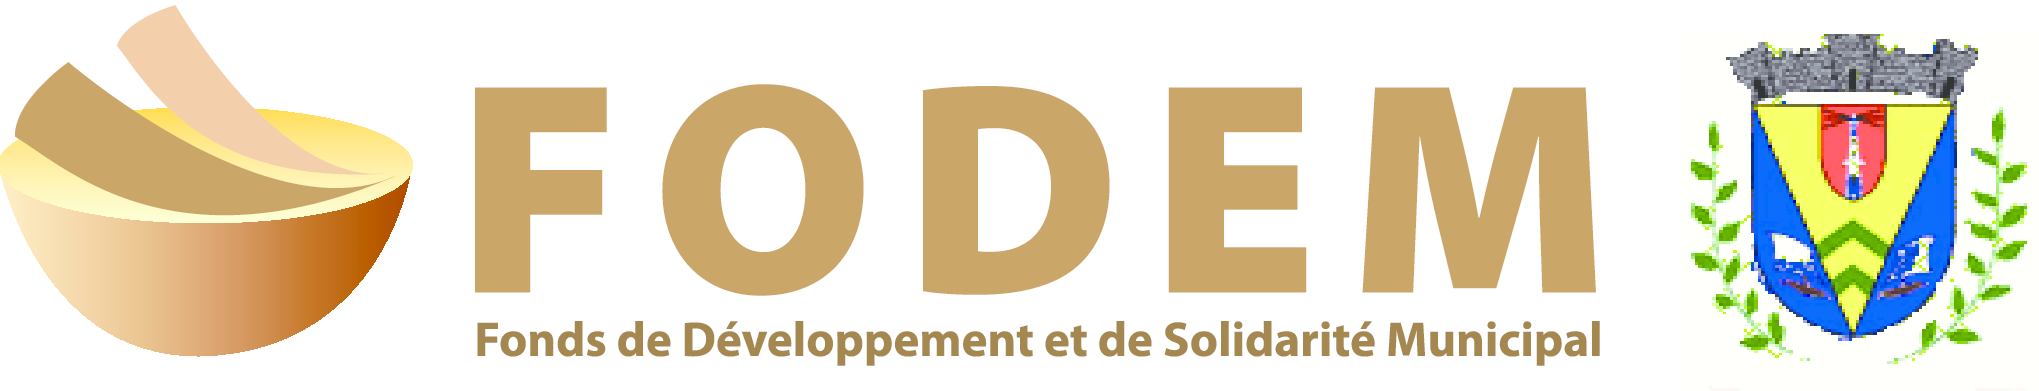 FODEM
Fonds de Développement et de Solidarité Municipal